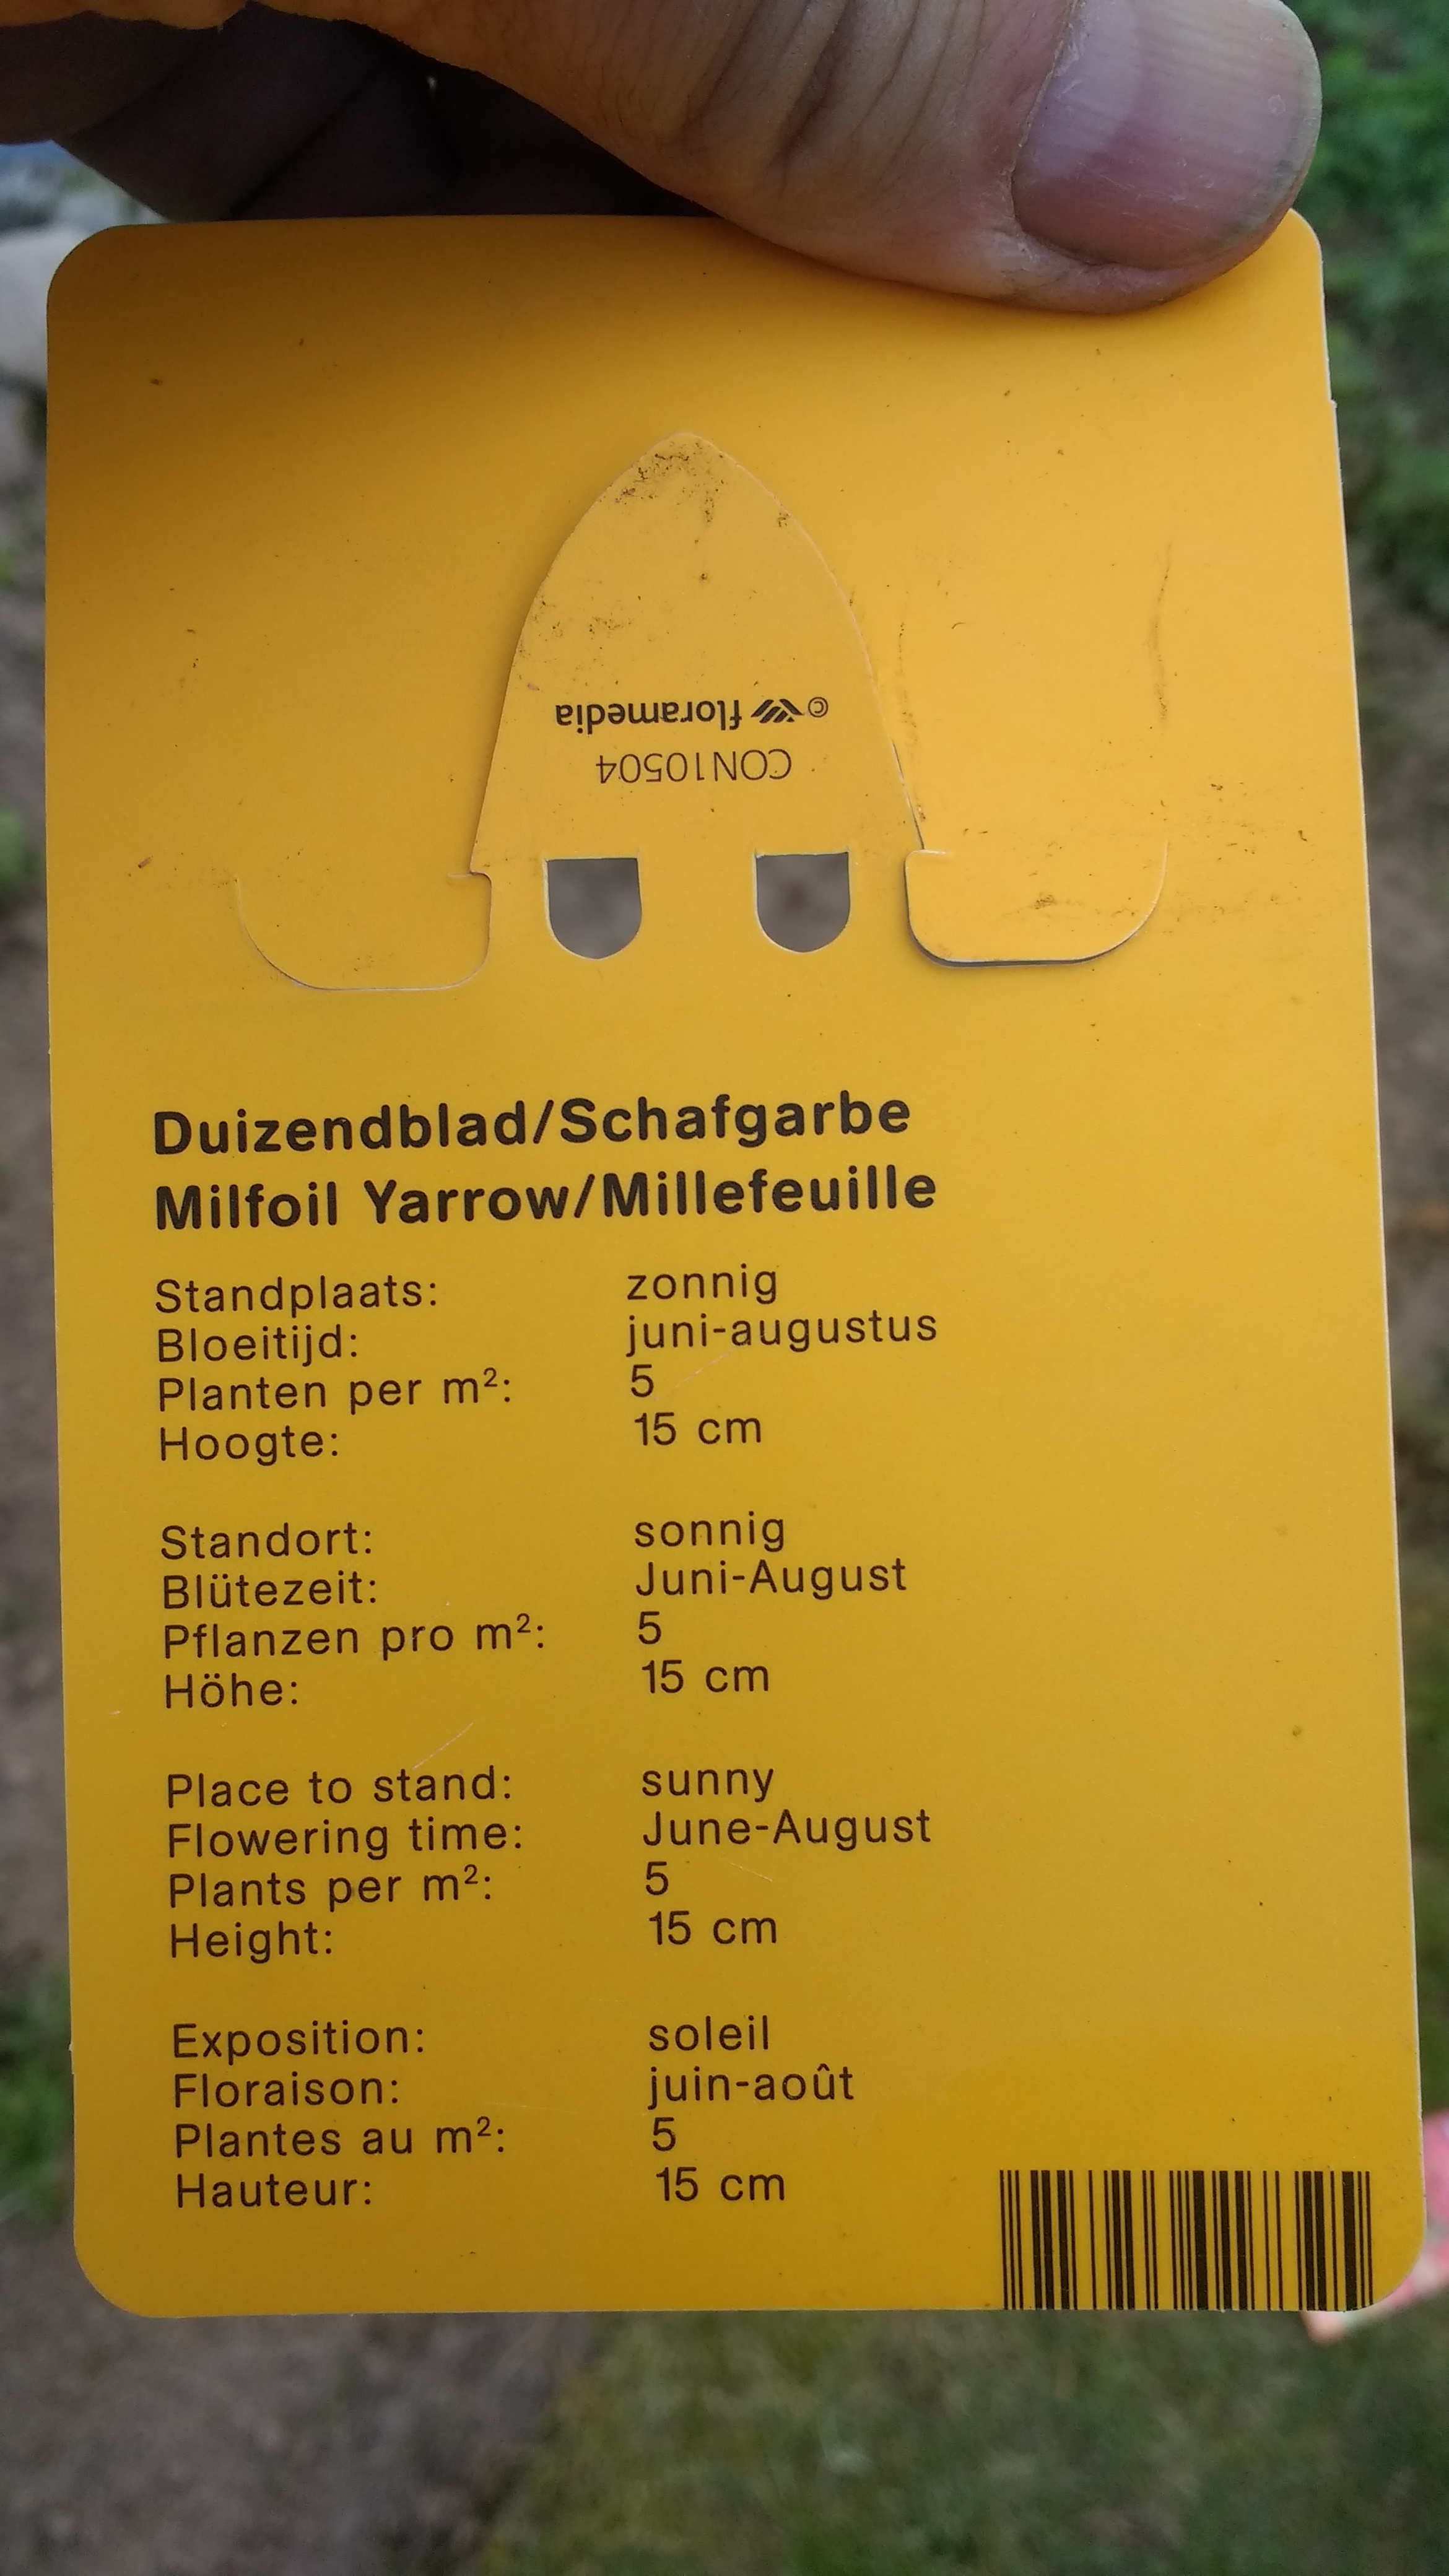 © floramedia
CON10504
Duizendblad/Schafgarbe
Milfoil Yarrow/Millefeuille
Standplaats: zonnig
Bloeitijd: juni-augustus
Planten per m²: 5
Hoogte: 15 cm
Standort: sonnig
Blütezeit: Juni-August
Pflanzen pro m²: 5
Höhe: 15 cm
Place to stand: sunny
Flowering time: June-August
Plants per m²: 5
Height: 15 cm
Exposition: soleil
Floraison: juin-août
Plantes au m²: 5
Hauteur: 15 cm